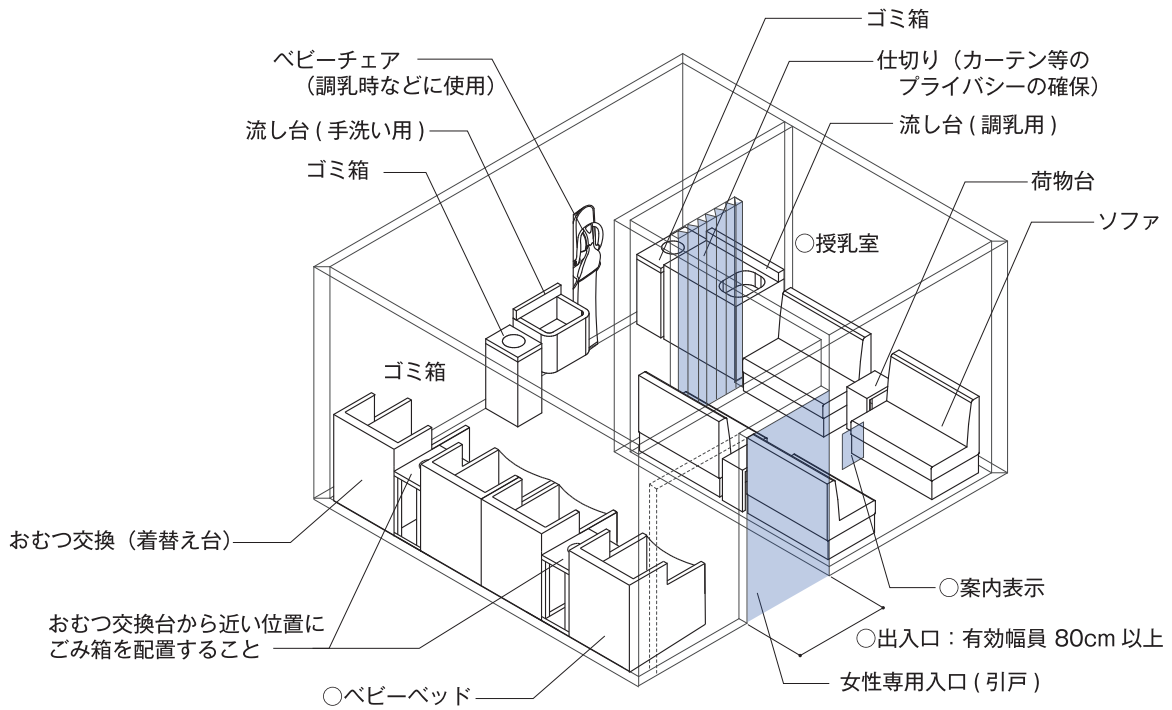 ゴミ箱
ベビーチェア
（調乳時などに使用）
仕切り（カーテン等の
プライバシーの確保）
流し台(手洗い用)
流し台(調乳用)
ゴミ箱
荷物台
ソファ
○授乳室
ゴミ箱
おむつ交換（着替え台）
○案内表示
おむつ交換台から近い位置に
ごみ箱を配置すること
○出入口：有効幅員 80cm 以上
女性専用入口(引戸)
○ベビーベッド